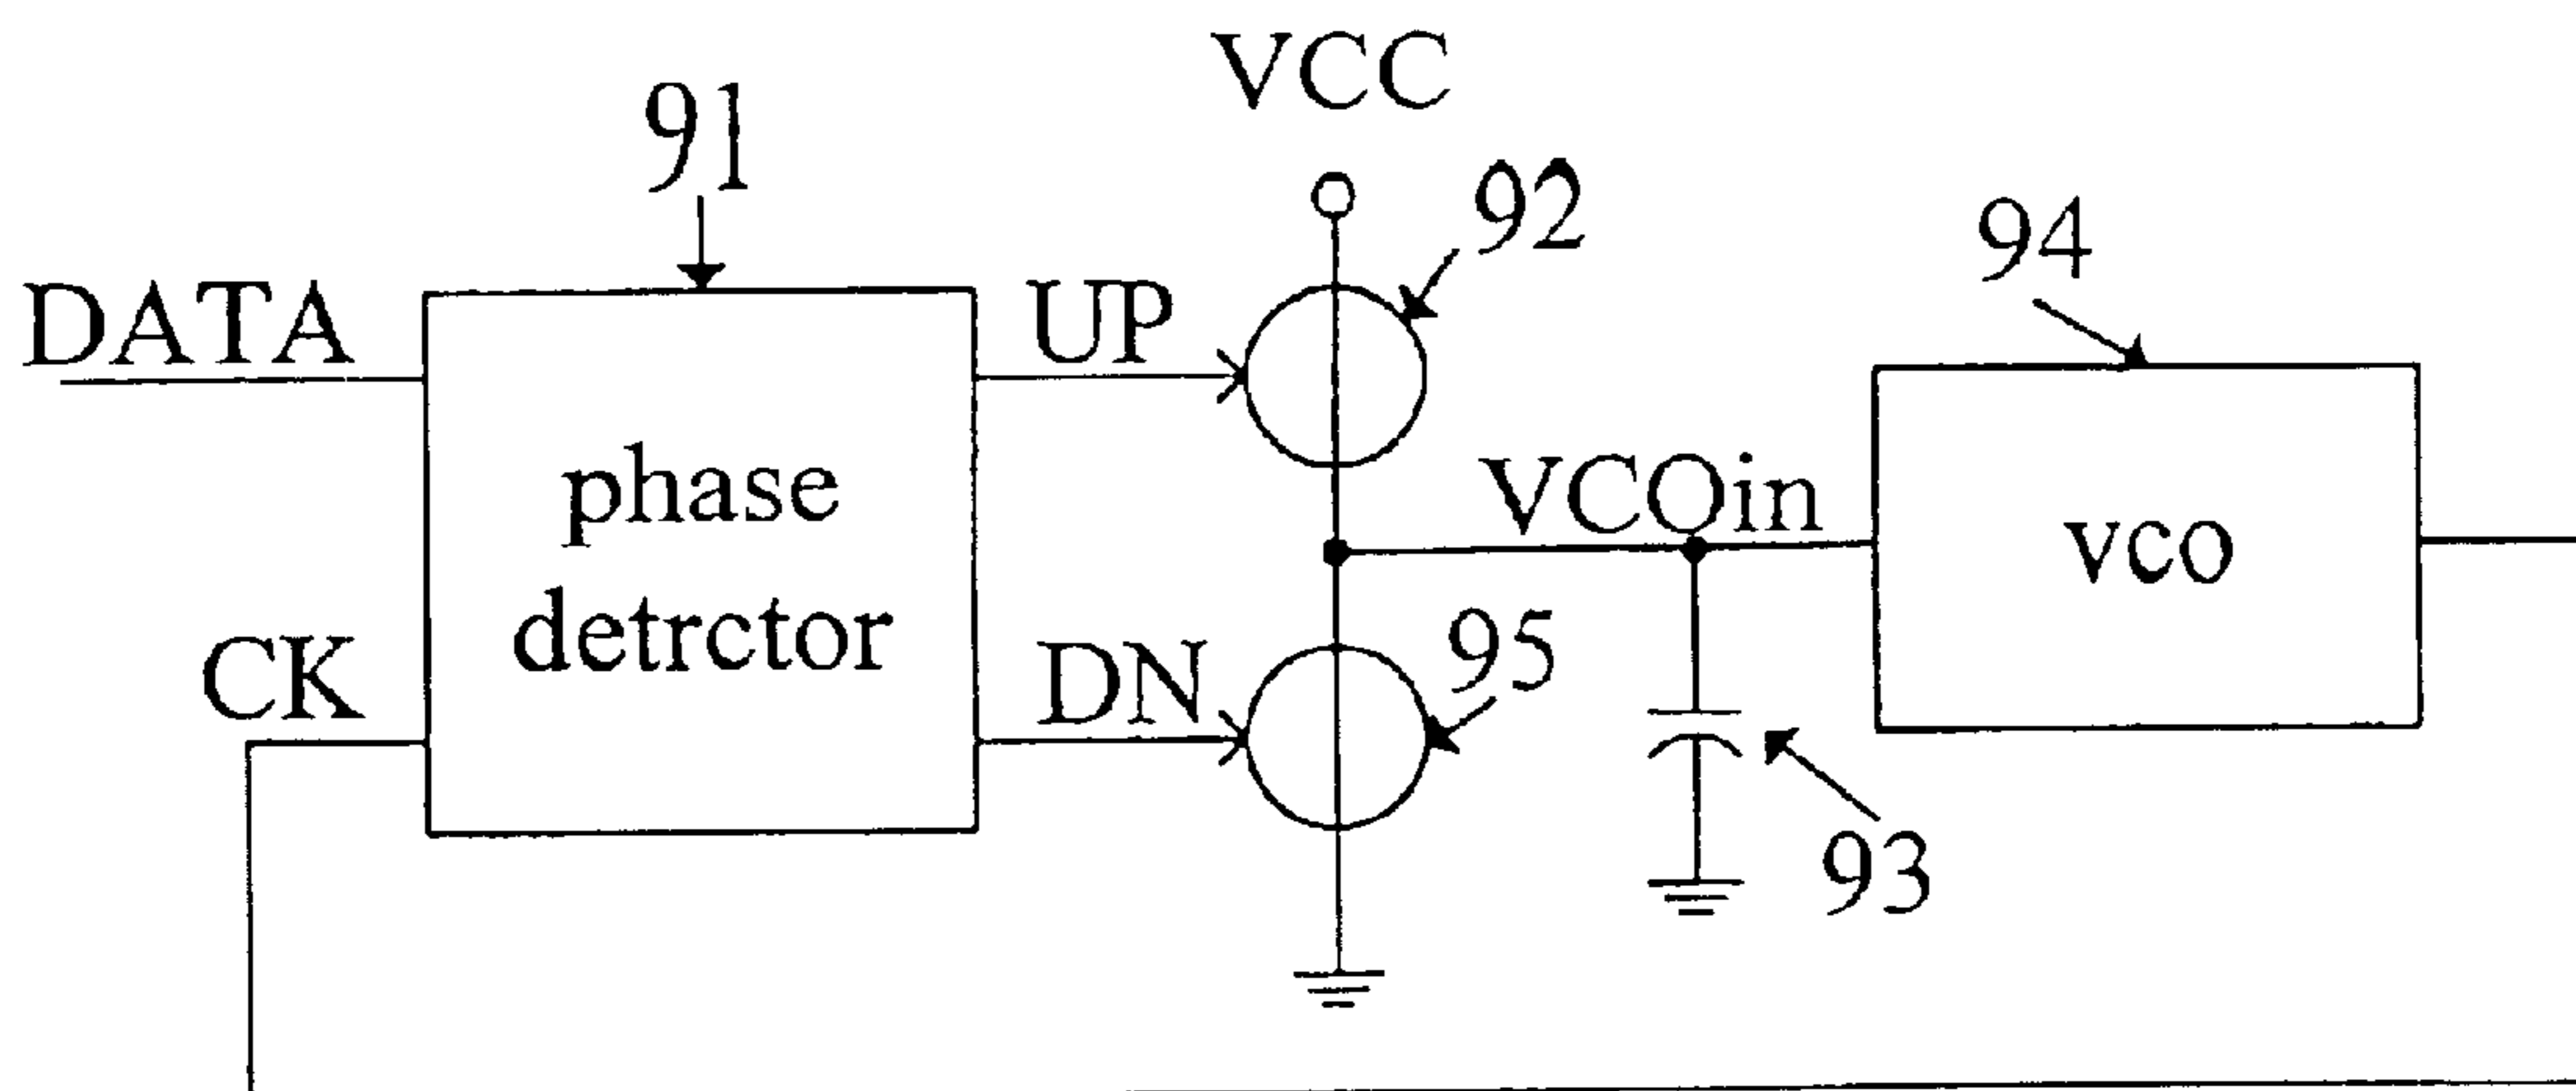 VCC
91
92
94
DATA
UP
phase
detrctor
VCOin
vco
CK
DN
95
93